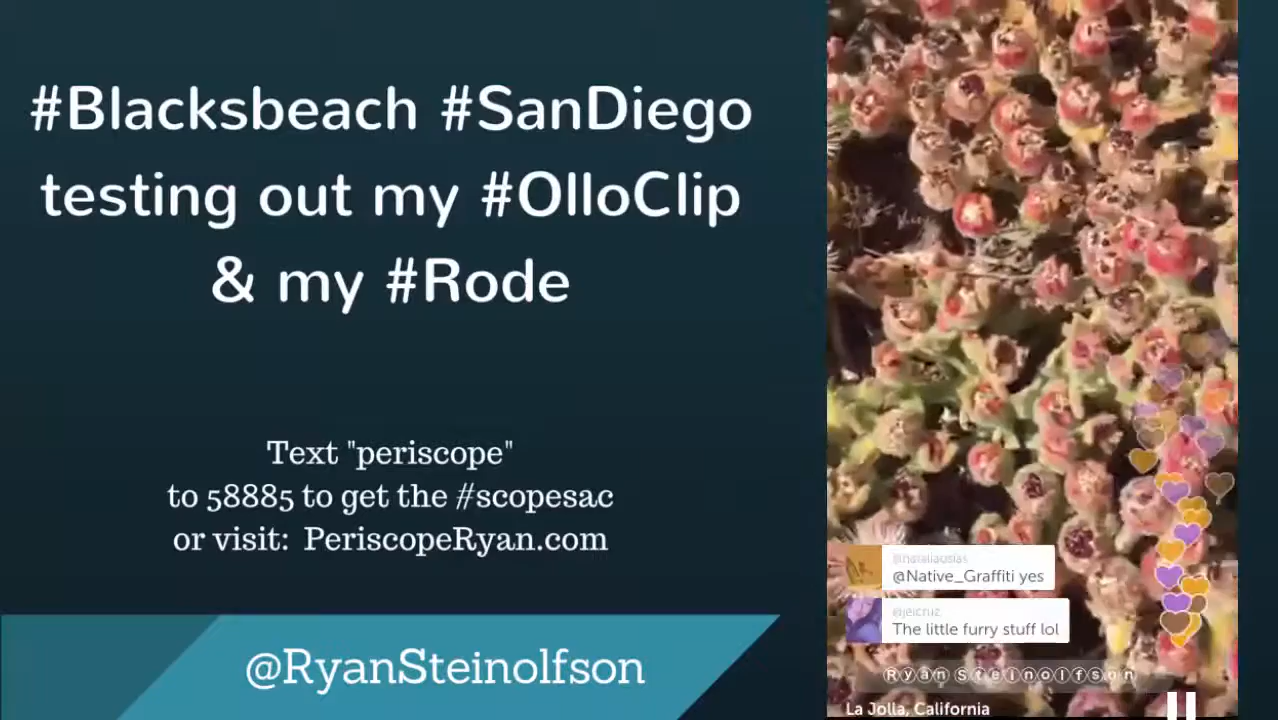 #Blacksbeach #SanDiego
testing out my #OlloClip
& my #Rode
Text "periscope"
to 58885 to get the #scopesac
or visit: PeriscopeRyan.com
@RyanSteinolfson
@Native_Graffiti yes
@jeicruz
The little furry stuff lol
Ryan Steinolfson
La Jolla, California